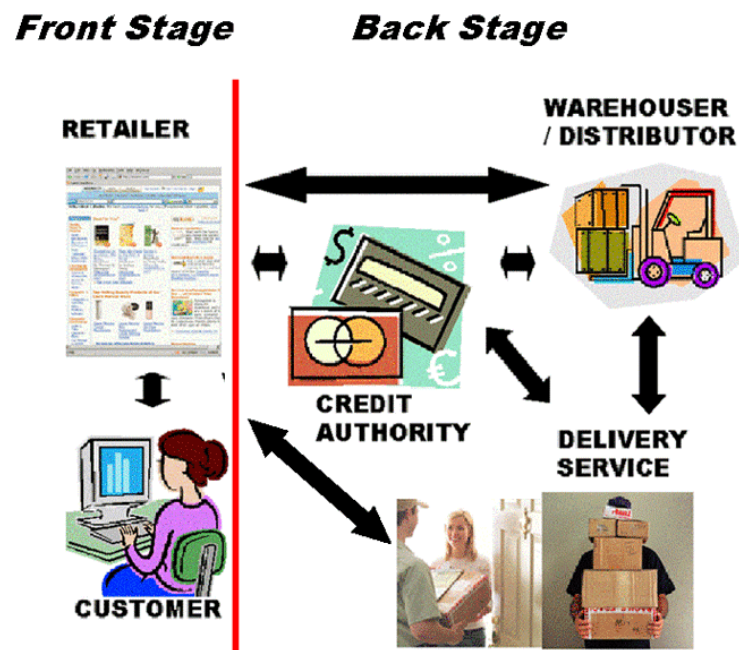 Front Stage
Back Stage
RETAILER
WAREHOUSER
/ DISTRIBUTOR
$
%
€
CREDIT
AUTHORITY
DELIVERY
SERVICE
CUSTOMER